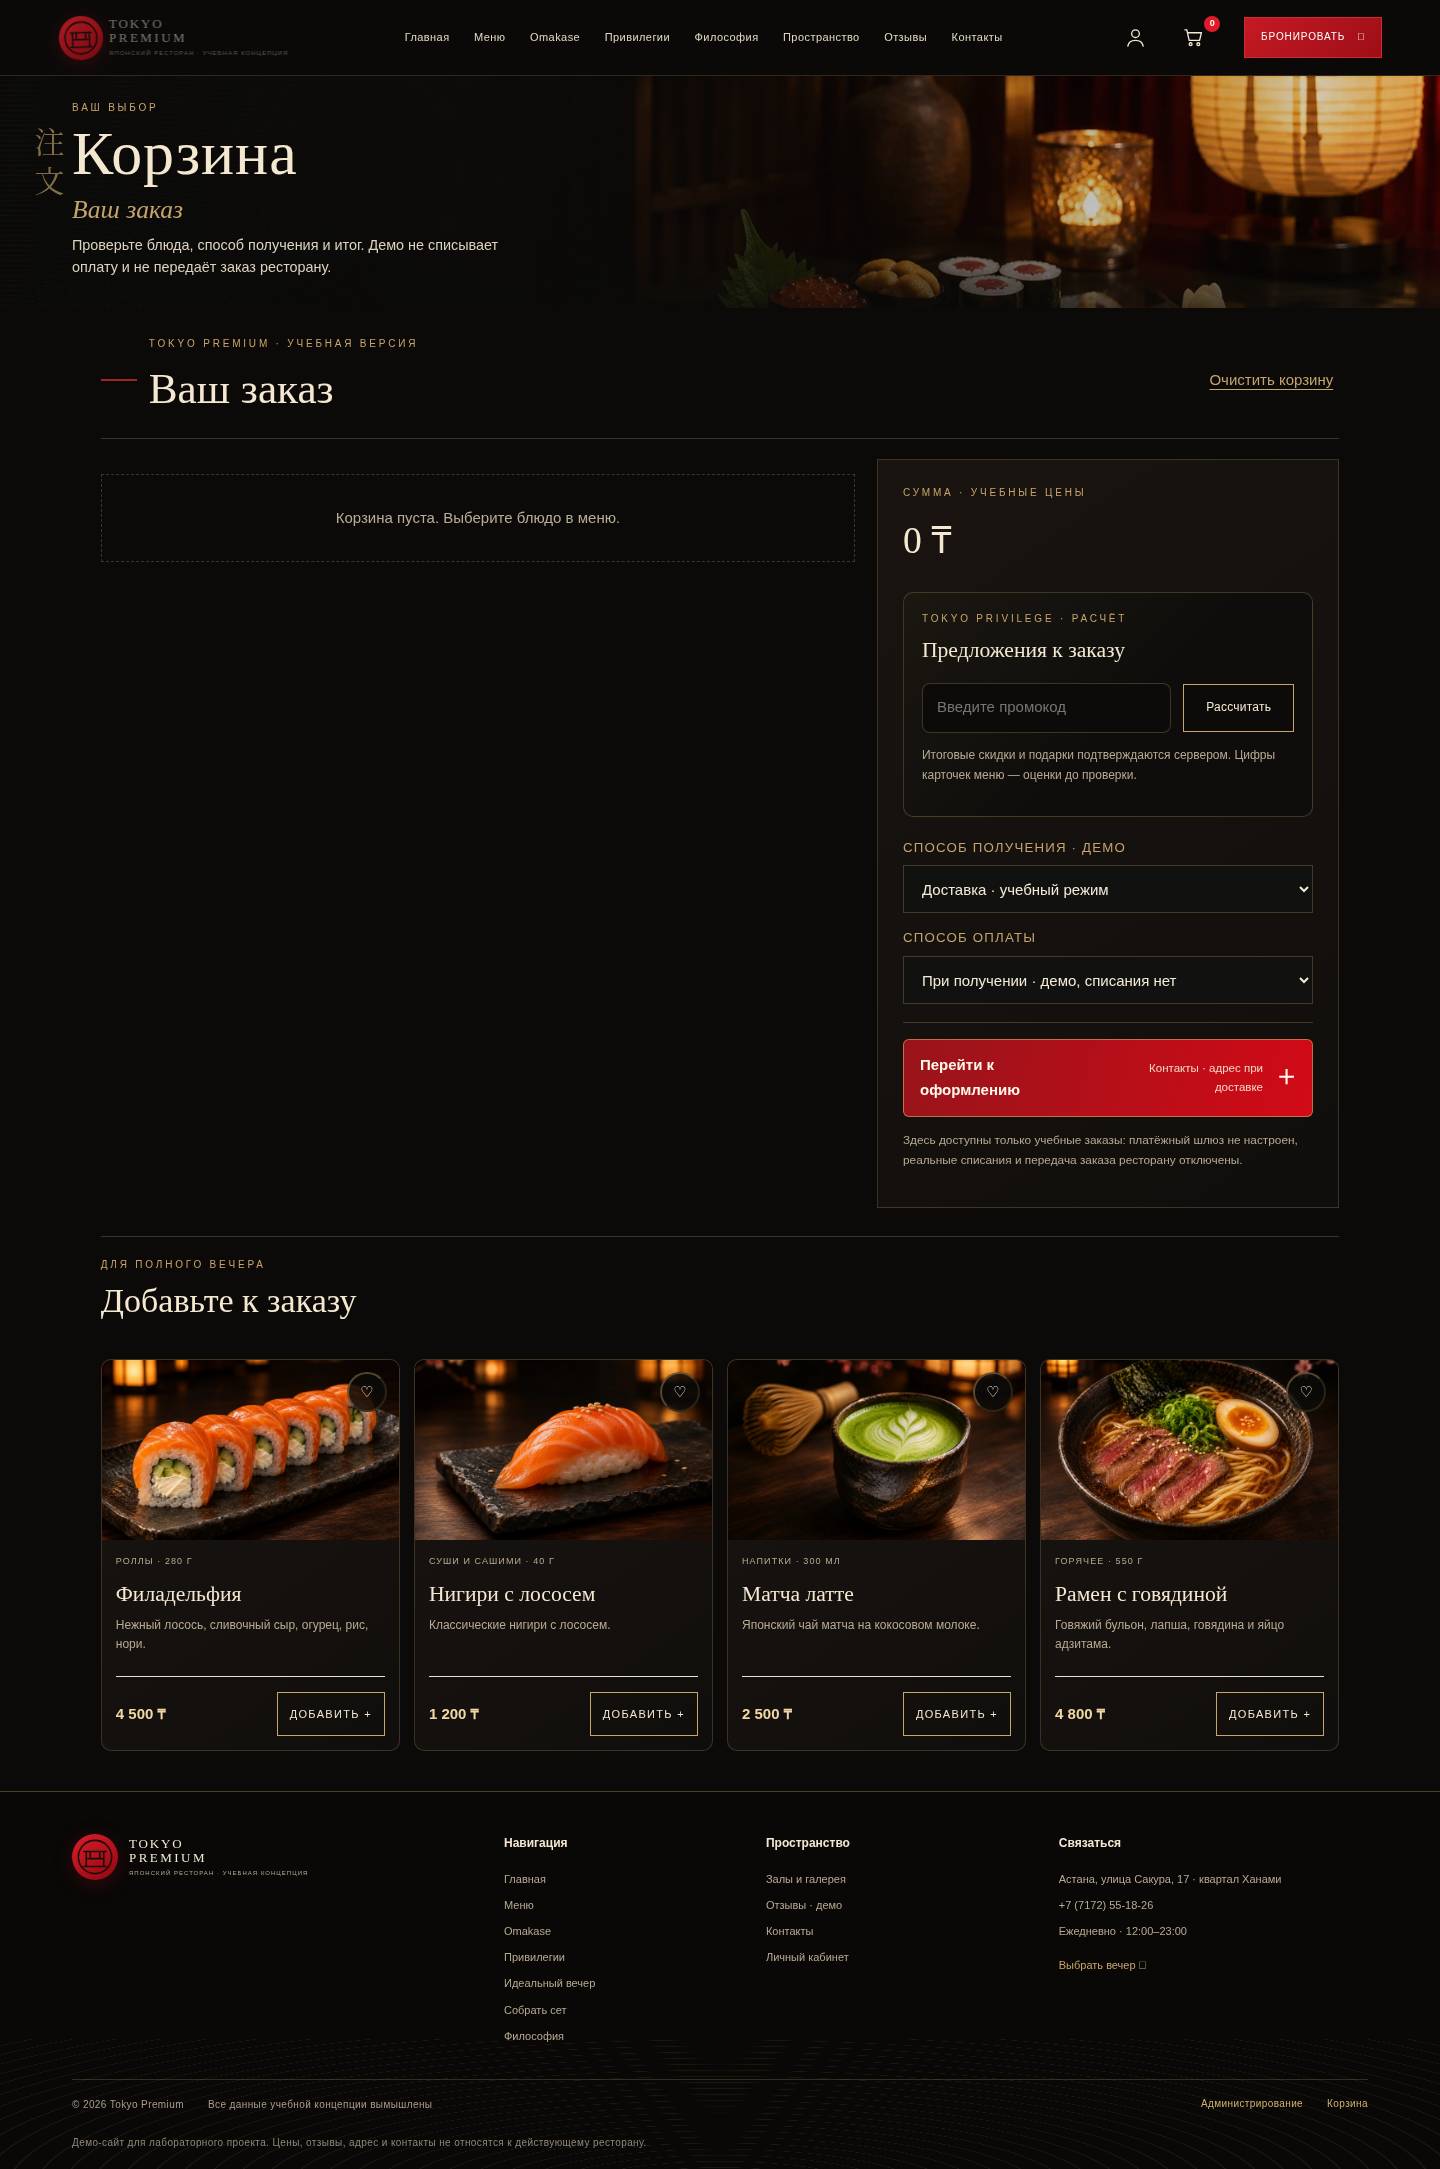 TOKYO
PREMIUM
ЯПОНСКИЙ РЕСТОРАН · УЧЕБНАЯ КОНЦЕПЦИЯ
Главная Меню Omakase Привилегии Философия Пространство Отзывы Контакты
0
БРОНИРОВАТЬ
ВАШ ВЫБОР
注文
Корзина
Ваш заказ
Проверьте блюда, способ получения и итог. Демо не списывает
оплату и не передаёт заказ ресторану.
TOKYO PREMIUM · УЧЕБНАЯ ВЕРСИЯ
Ваш заказ
Очистить корзину
Корзина пуста. Выберите блюдо в меню.
СУММА · УЧЕБНЫЕ ЦЕНЫ
0 ₸
TOKYO PRIVILEGE · РАСЧЁТ
Предложения к заказу
Введите промокод
Рассчитать
Итоговые скидки и подарки подтверждаются сервером. Цифры
карточек меню — оценки до проверки.
СПОСОБ ПОЛУЧЕНИЯ · ДЕМО
Доставка · учебный режим
СПОСОБ ОПЛАТЫ
При получении · демо, списания нет
Перейти к
оформлению
Контакты · адрес при
доставке
+
Здесь доступны только учебные заказы: платёжный шлюз не настроен,
реальные списания и передача заказа ресторану отключены.
ДЛЯ ПОЛНОГО ВЕЧЕРА
Добавьте к заказу
РОЛЛЫ · 280 Г
Филадельфия
Нежный лосось, сливочный сыр, огурец, рис,
нори.
4 500 ₸
ДОБАВИТЬ +
СУШИ И САШИМИ · 40 Г
Нигири с лососем
Классические нигири с лососем.
1 200 ₸
ДОБАВИТЬ +
НАПИТКИ · 300 МЛ
Матча латте
Японский чай матча на кокосовом молоке.
2 500 ₸
ДОБАВИТЬ +
ГОРЯЧЕЕ · 550 Г
Рамен с говядиной
Говяжий бульон, лапша, говядина и яйцо
адзитама.
4 800 ₸
ДОБАВИТЬ +
TOKYO
PREMIUM
ЯПОНСКИЙ РЕСТОРАН · УЧЕБНАЯ КОНЦЕПЦИЯ
Навигация
Главная
Меню
Omakase
Привилегии
Идеальный вечер
Собрать сет
Философия
Пространство
Залы и галерея
Отзывы · демо
Контакты
Личный кабинет
Связаться
Астана, улица Сакура, 17 · квартал Ханами
+7 (7172) 55-18-26
Ежедневно · 12:00–23:00
Выбрать вечер
© 2026 Tokyo Premium Все данные учебной концепции вымышлены
Администрирование Корзина
Демо-сайт для лабораторного проекта. Цены, отзывы, адрес и контакты не относятся к действующему ресторану.